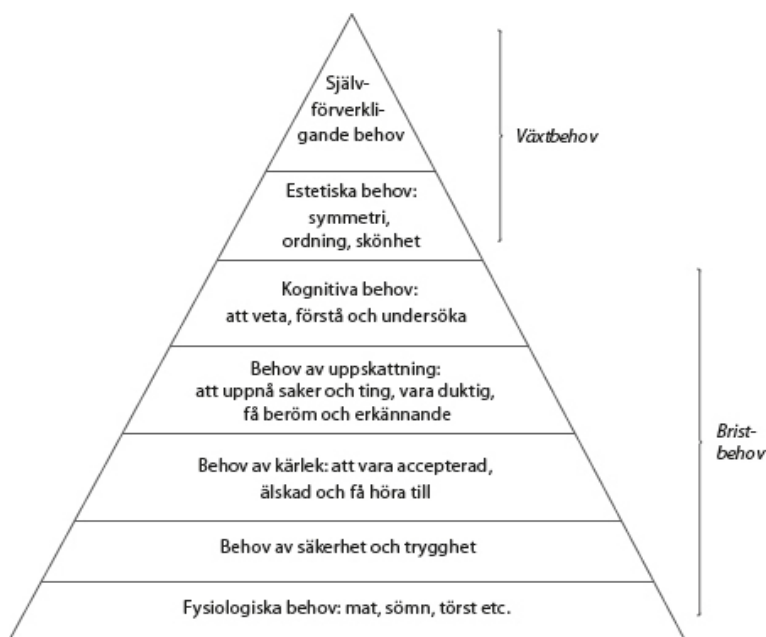 Själv-
förverkli-
gande behov
Växtbehov
Estetiska behov:
symmetri,
ordning, skönhet
Kognitiva behov:
att veta, förstå och undersöka
Behov av uppskattning:
att uppnå saker och ting, vara duktig,
få beröm och erkännande
Brist-
behov
Behov av kärlek: att vara accepterad,
älskad och få höra till
Behov av säkerhet och trygghet
Fysiologiska behov: mat, sömn, törst etc.